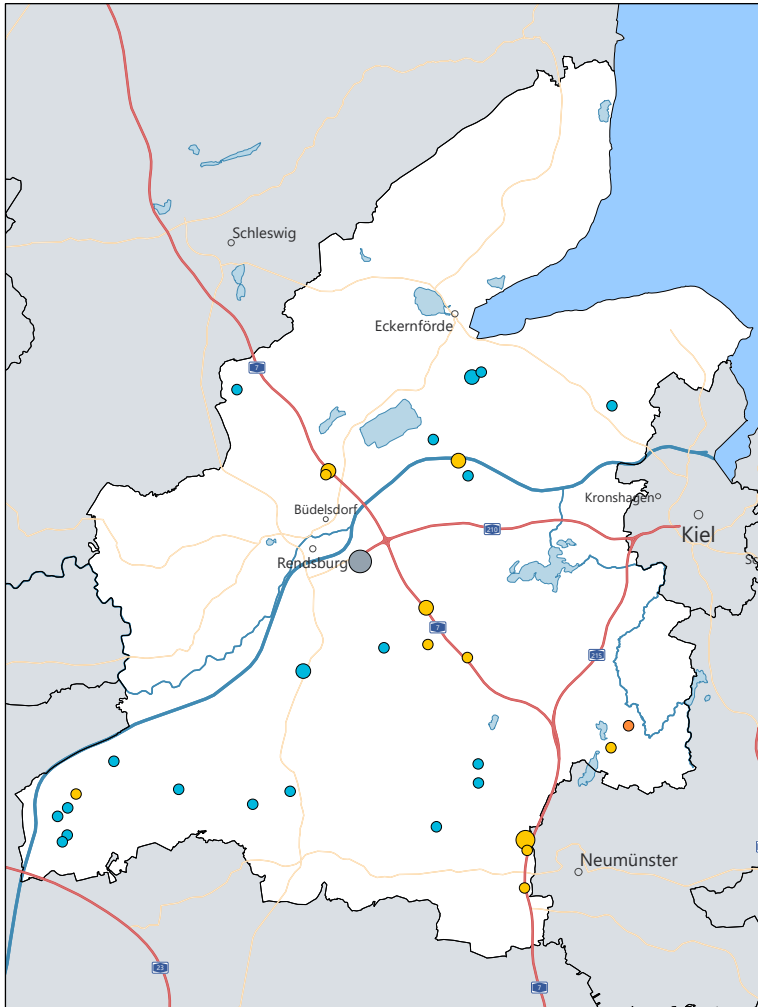 Schleswig
Eckernförde
7
Büdelsdorf
Kronshagen
210
Kiel
Rendsburg
7
215
Neumünster
23
7